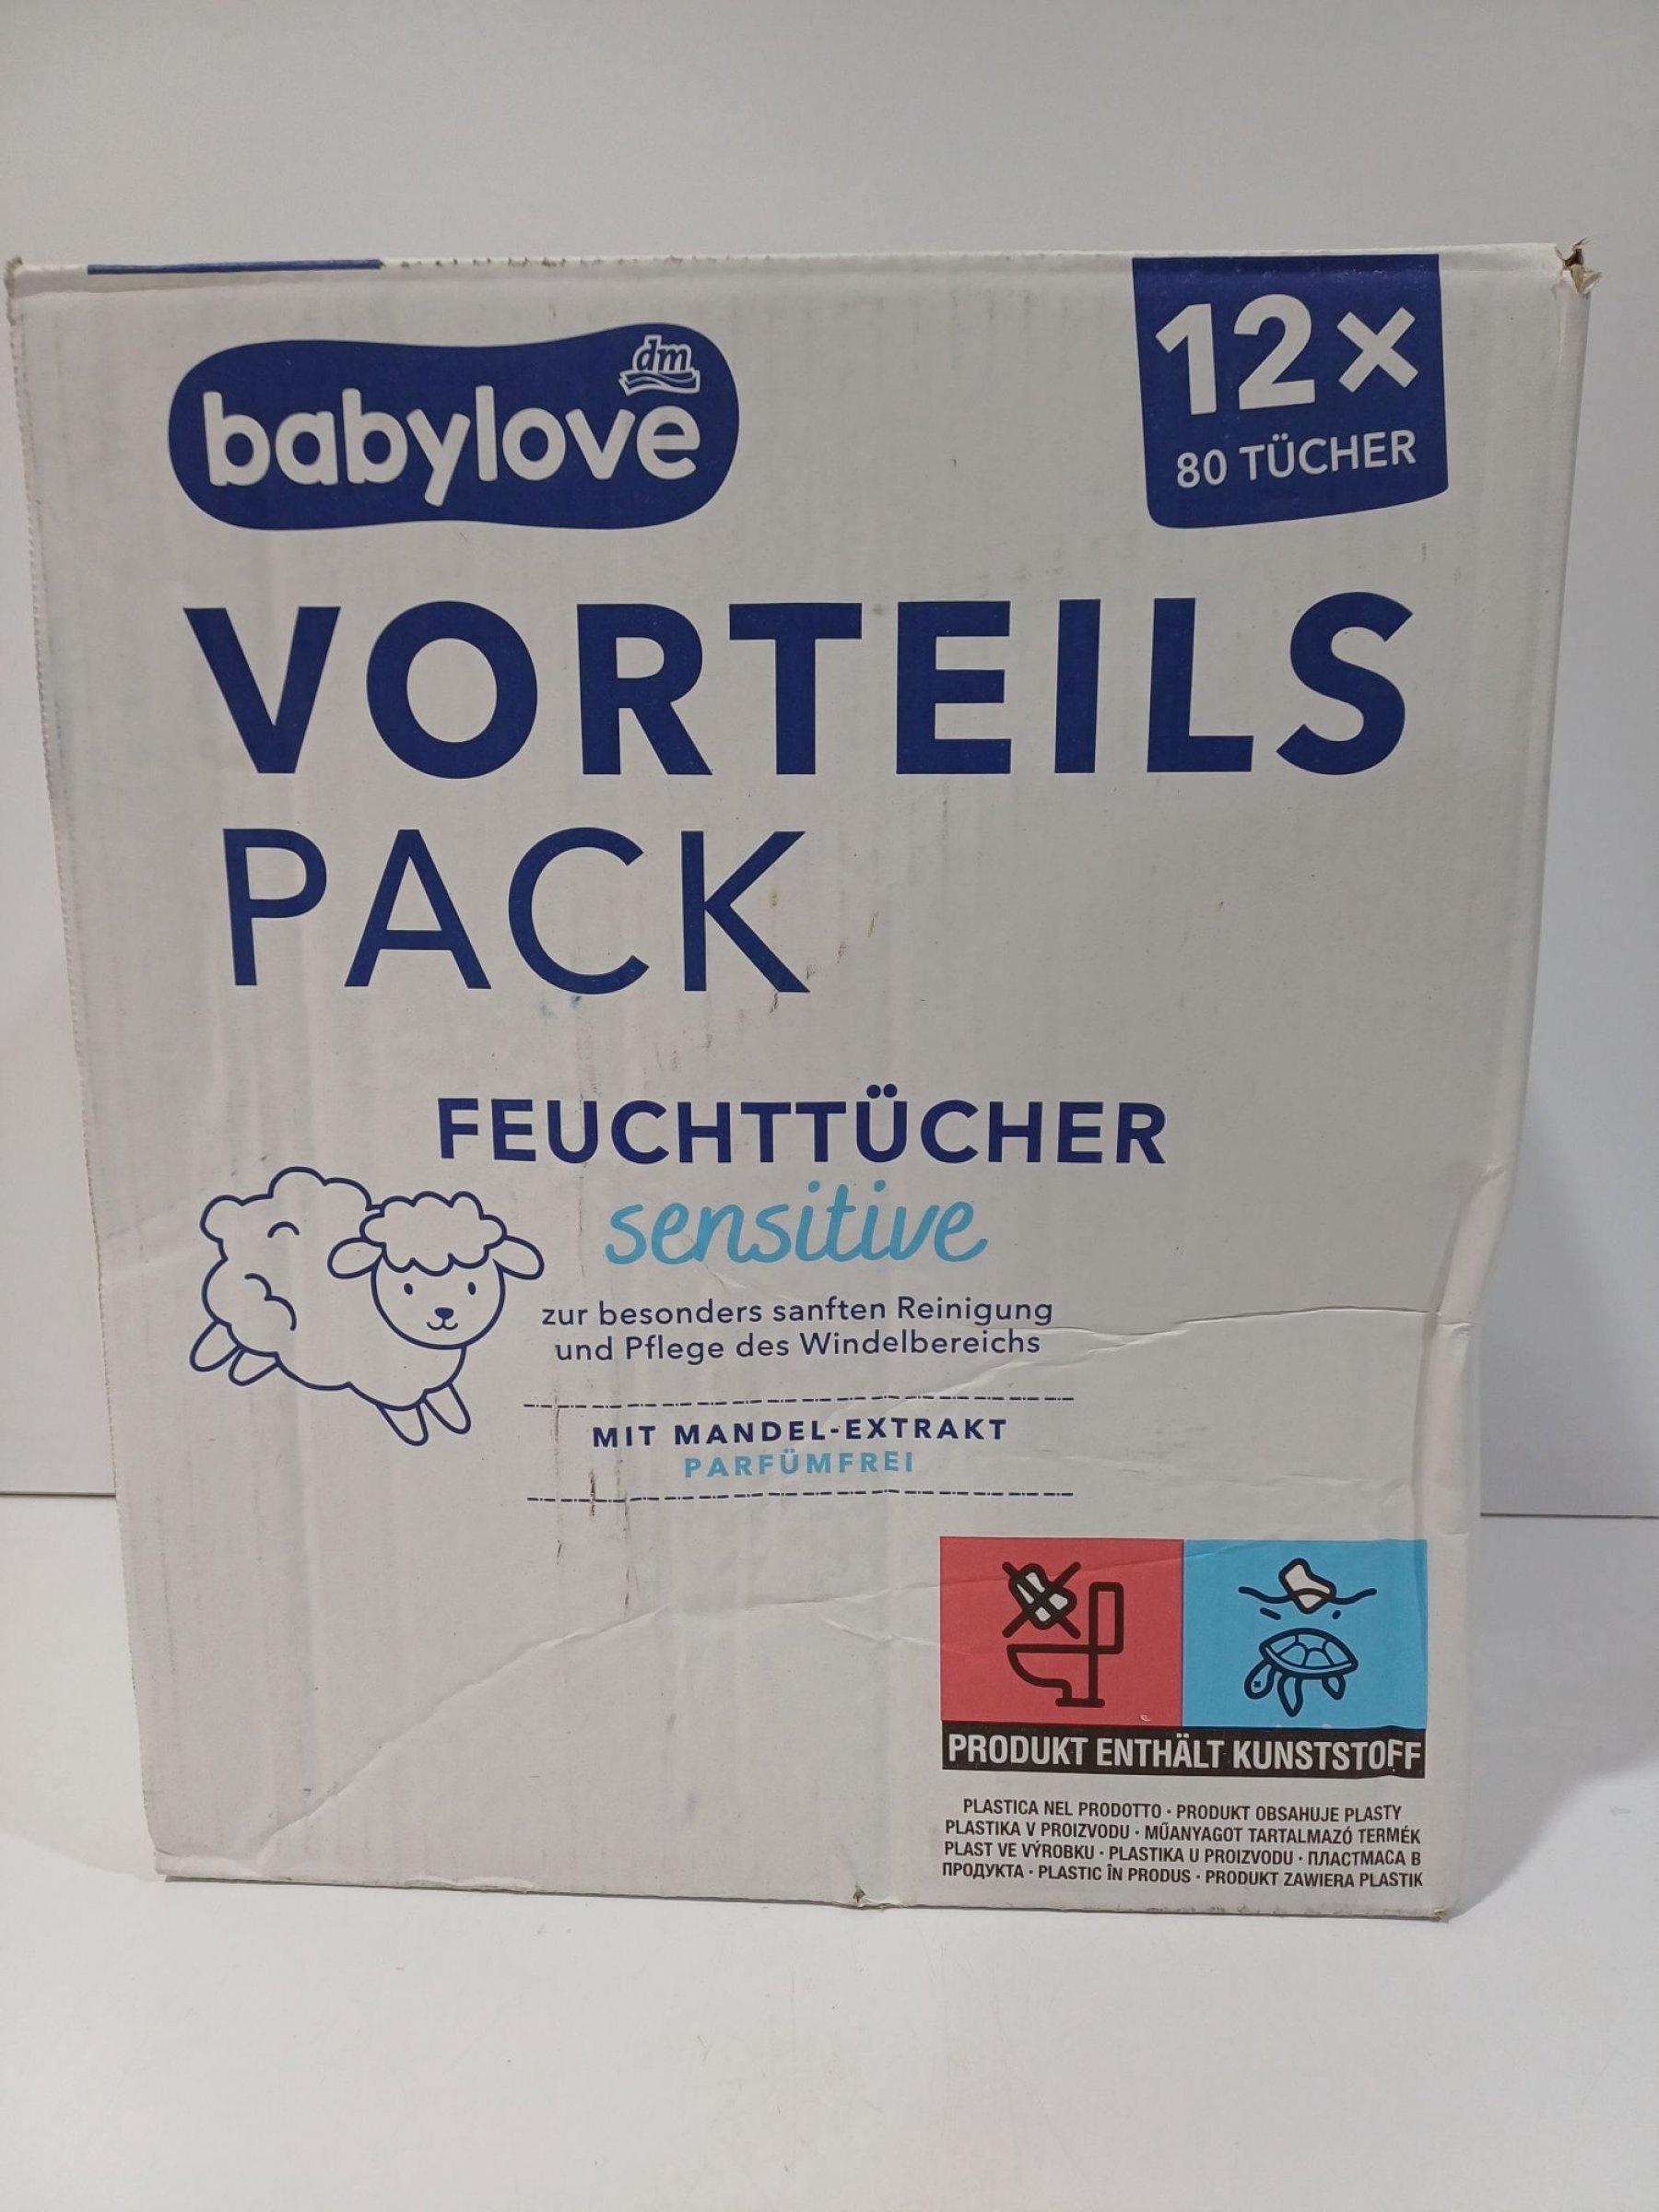 dm
babylove
12x
80 TÜCHER
VORTEILS
PACK
FEUCHTTÜCHER
sensitive
zur besonders sanften Reinigung
und Pflege des Windelbereichs
MIT MANDEL-EXTRAKT
PARFÜMFREI
PRODUKT ENTHÄLT KUNSTSTOFF
PLASTICA NEL PRODOTTO · PRODUKT OBSAHUJE PLASTY
PLASTIKA V PROIZVODU · MŰANYAGOT TARTALMAZÓ TERMÉK
PLAST VE VÝROBKU · PLASTIKA U PROIZVODU · ПЛАСТМАСА В
ПРОДУКТА · PLASTIC ÎN PRODUS · PRODUKT ZAWIERA PLASTIK